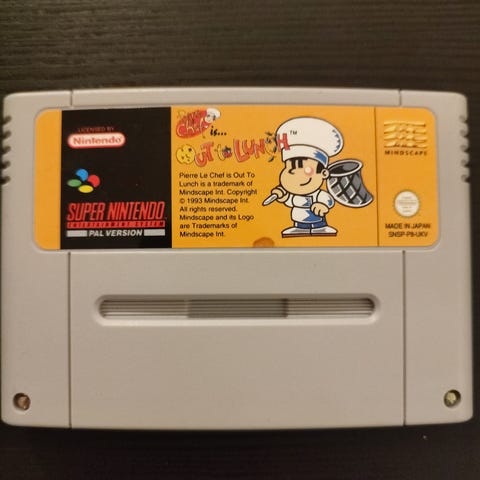 LICENSED BY
Nintendo
SUPER NINTENDO
ENTERTAINMENT SYSTEM
PAL VERSION
Chef
is...
OUT to LUNCH™
Pierre Le Chef is Out To
Lunch is a trademark of
Mindscape Int. Copyright
© 1993 Mindscape Int.
All rights reserved.
Mindscape and its Logo
are Trademarks of
Mindscape Int.
MINDSCAPE
MADE IN JAPAN
SNSP-P8-UKV